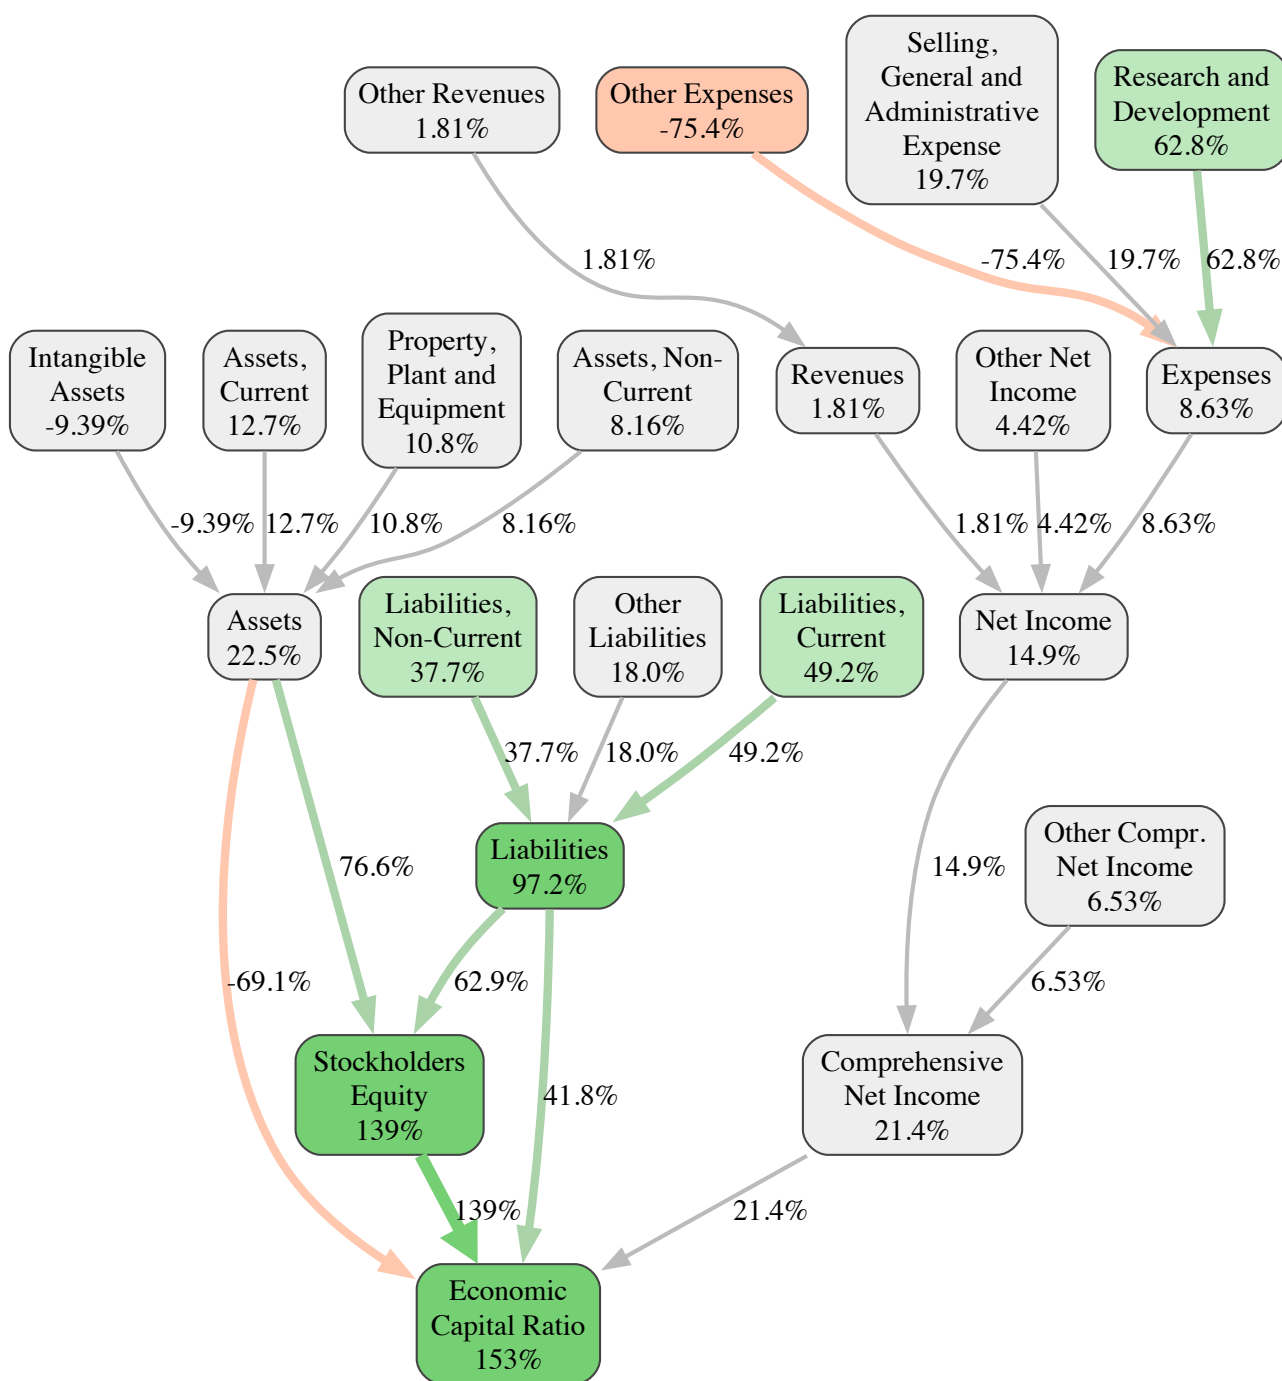 Selling,
General and
Administrative
Expense
19.7%
Other Revenues
1.81%
Other Expenses
-75.4%
Research and
Development
62.8%
1.81%
-75.4%
19.7%
62.8%
Intangible
Assets
-9.39%
Assets,
Current
12.7%
Property,
Plant and
Equipment
10.8%
Assets, Non-
Current
8.16%
Revenues
1.81%
Other Net
Income
4.42%
Expenses
8.63%
-9.39%
12.7%
10.8%
8.16%
1.81%
4.42%
8.63%
Assets
22.5%
Liabilities,
Non-Current
37.7%
Other
Liabilities
18.0%
Liabilities,
Current
49.2%
Net Income
14.9%
37.7%
18.0%
49.2%
Liabilities
97.2%
Other Compr.
Net Income
6.53%
76.6%
14.9%
-69.1%
62.9%
6.53%
Stockholders
Equity
139%
41.8%
Comprehensive
Net Income
21.4%
139%
21.4%
Economic
Capital Ratio
153%